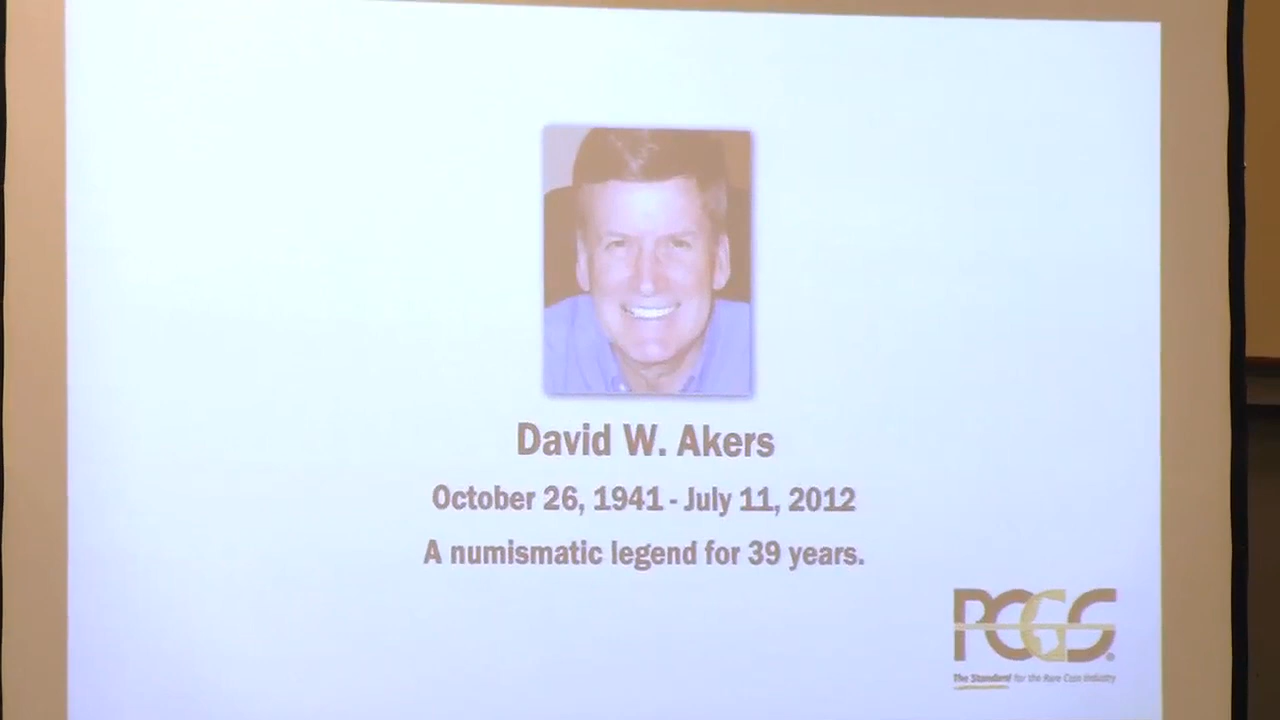 David W. Akers
October 26, 1941 - July 11, 2012
A numismatic legend for 39 years.
PCGS®
The Standard for the Rare Coin Industry